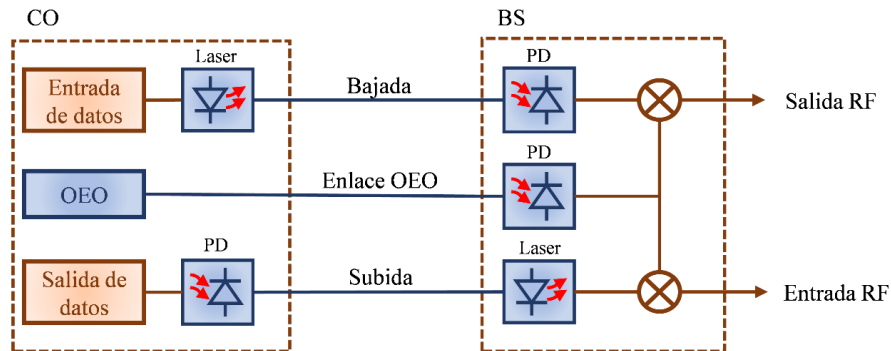 CO
BS
Laser
PD
Entrada
de datos
Bajada
Salida RF
PD
OEO
Enlace OEO
PD
Laser
Salida de
datos
Subida
Entrada RF